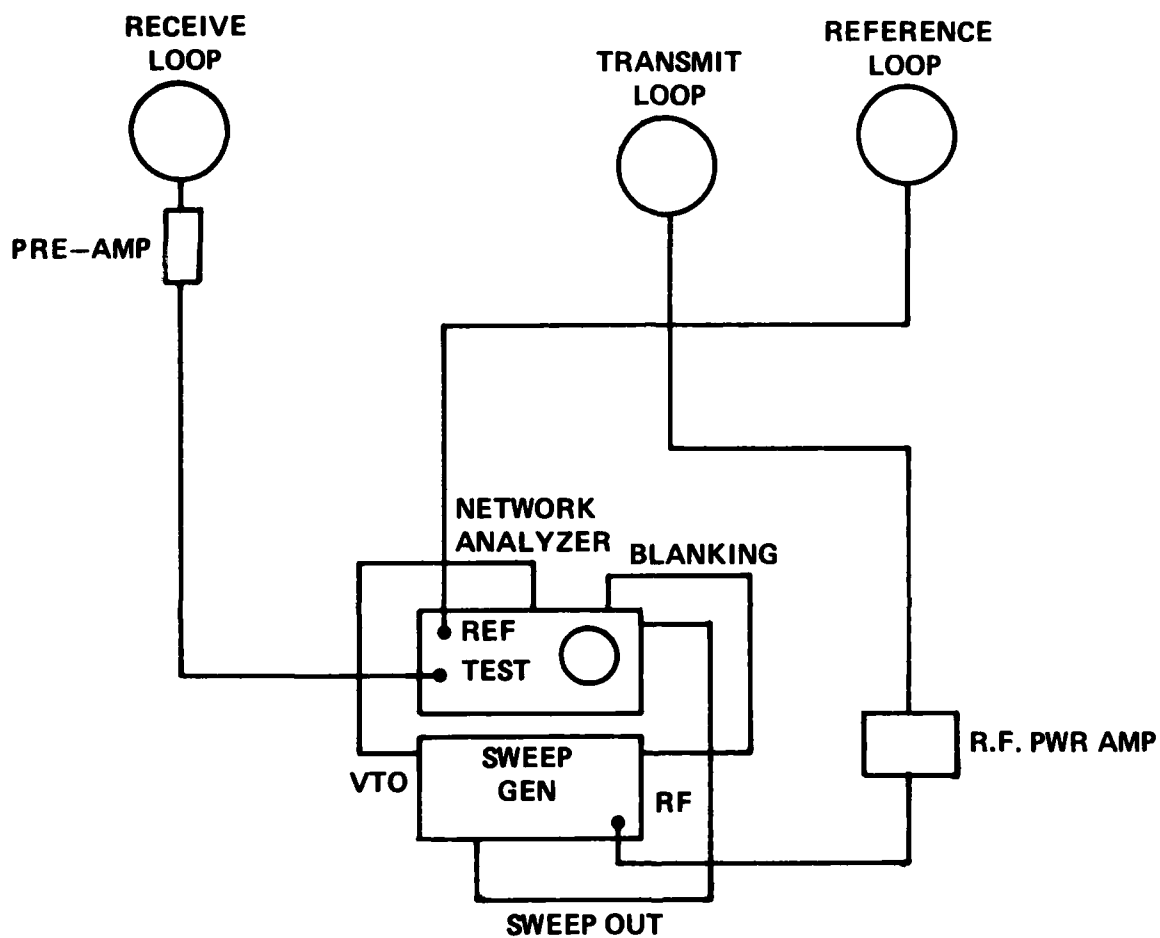 RECEIVE
LOOP
TRANSMIT
LOOP
REFERENCE
LOOP
PRE-AMP
NETWORK
ANALYZER
BLANKING
REF
TEST
SWEEP
GEN
VTO
RF
R.F. PWR AMP
SWEEP OUT